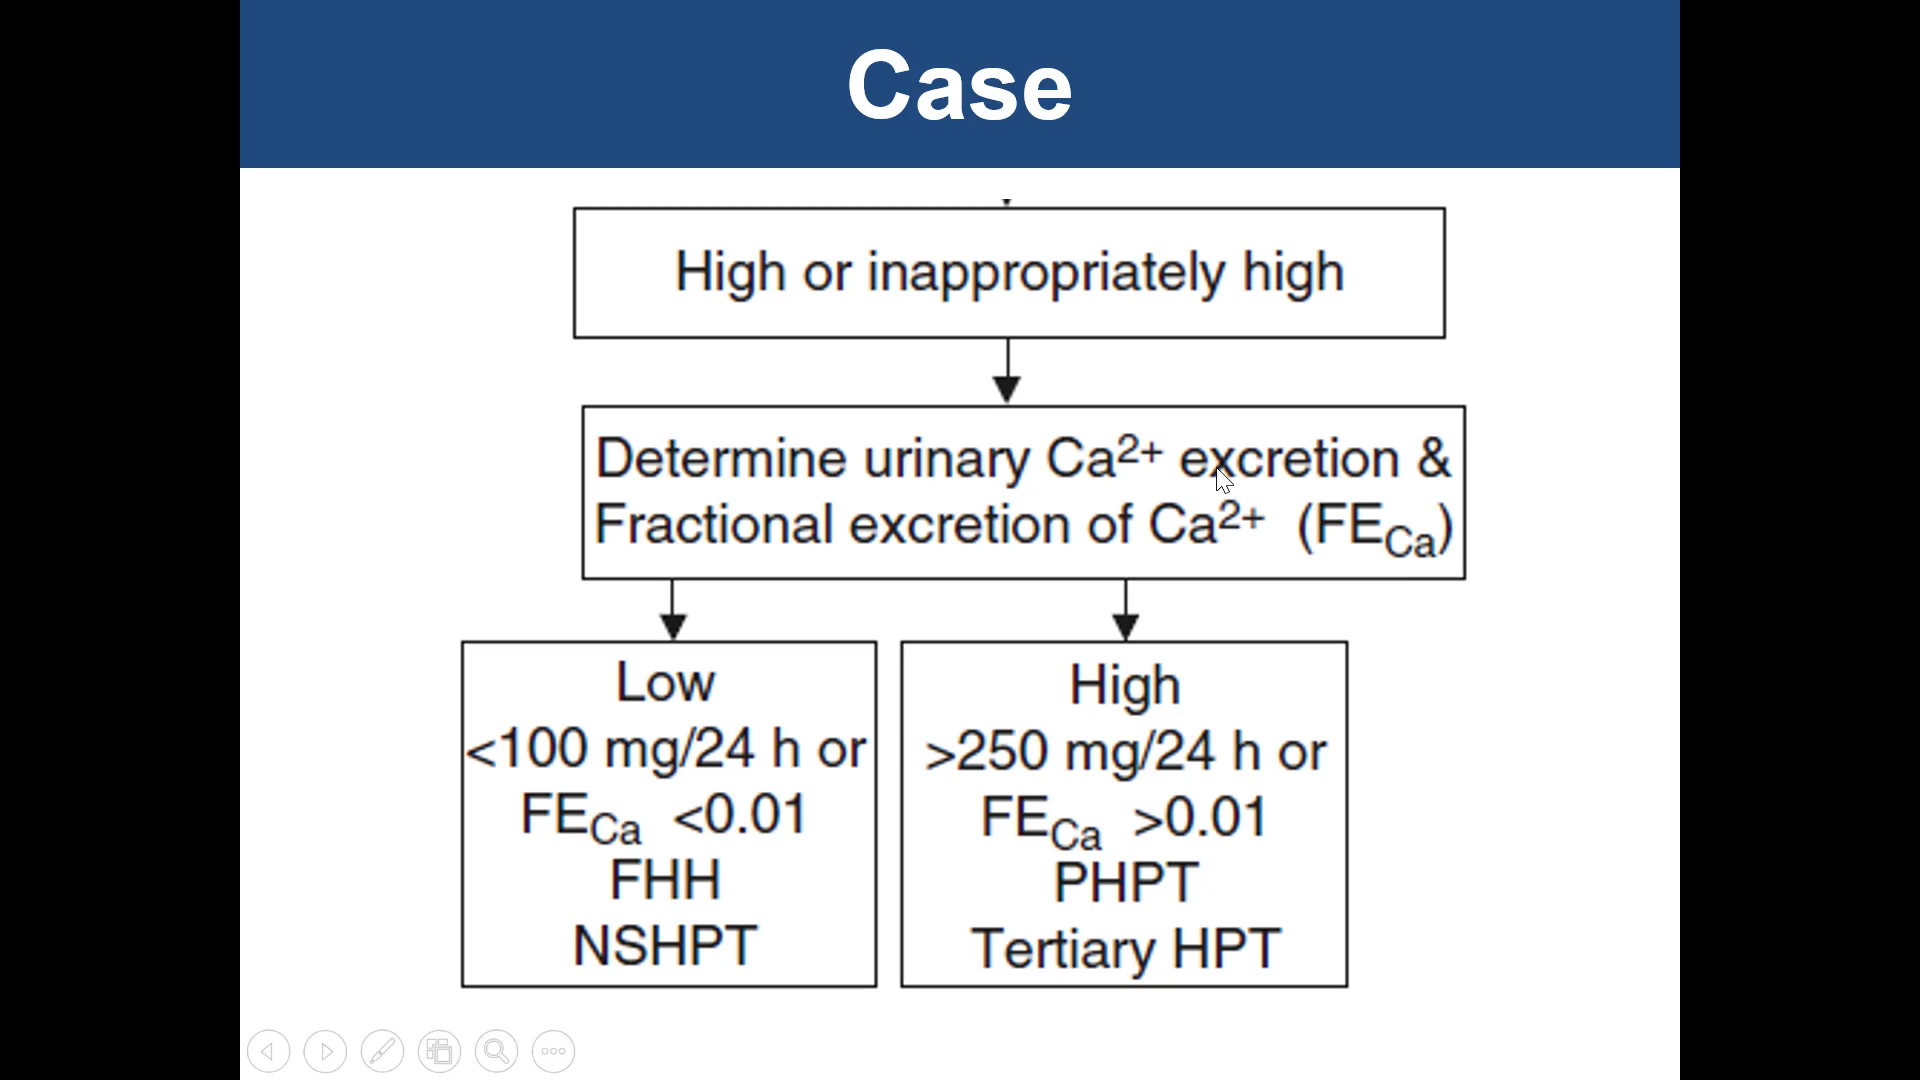 Case
High or inappropriately high
Determine urinary Ca2+ excretion &
Fractional excretion of Ca2+ (FECa)
Low
<100 mg/24 h or
FECa <0.01
FHH
NSHPT
High
>250 mg/24 h or
FECa >0.01
PHPT
Tertiary HPT